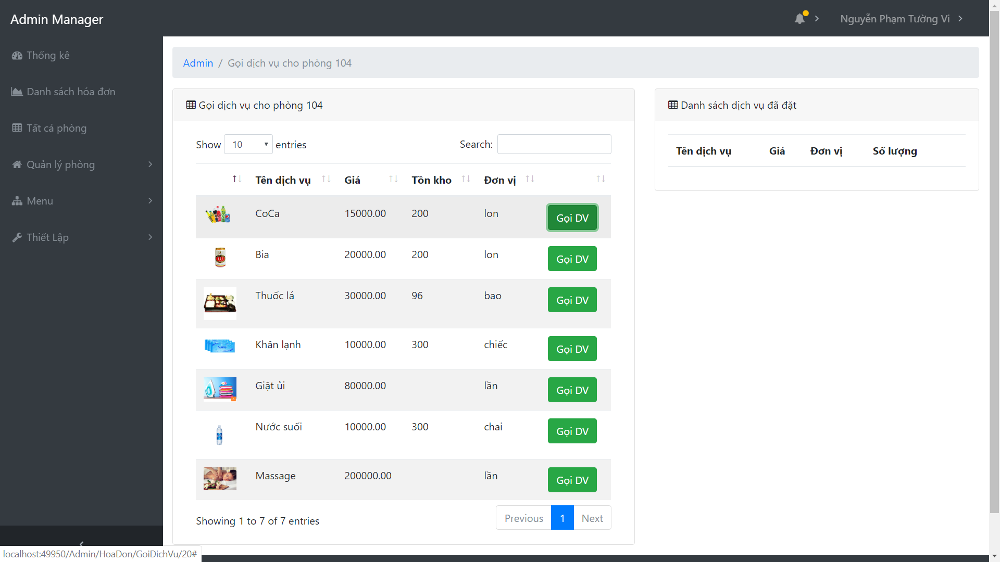 Admin Manager
Nguyễn Phạm Tường Vi
Thống kê
Danh sách hóa đơn
Tất cả phòng
Quản lý phòng
Menu
Thiết Lập
Admin / Gọi dịch vụ cho phòng 104
Gọi dịch vụ cho phòng 104
Show 10 entries
Search:
Tên dịch vụ Giá Tồn kho Đơn vị
CoCa 15000.00 200 lon Gọi DV
Bia 20000.00 200 lon Gọi DV
Thuốc lá 30000.00 96 bao Gọi DV
Khăn lạnh 10000.00 300 chiếc Gọi DV
Giặt ủi 80000.00 lần Gọi DV
Nước suối 10000.00 300 chai Gọi DV
Massage 200000.00 lần Gọi DV
Showing 1 to 7 of 7 entries
Previous 1 Next
Danh sách dịch vụ đã đặt
Tên dịch vụ Giá Đơn vị Số lượng
localhost:49950/Admin/HoaDon/GoiDichVu/20#